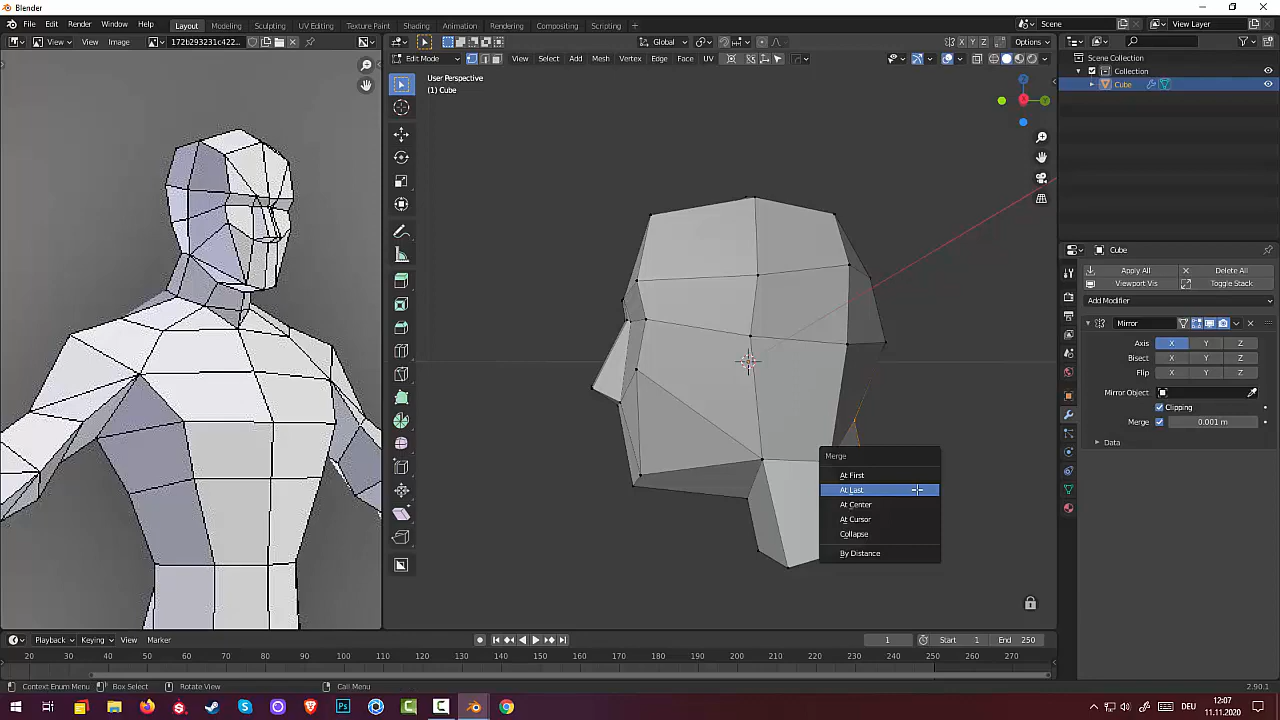 Blender
File Edit Render Window Help
Layout Modeling Sculpting UV Editing Texture Paint Shading Animation Rendering Compositing Scripting
Scene
View Layer
View View Image 172b293231c422...
Global
X Y Z Options
Edit Mode View Select Add Mesh Vertex Edge Face UV
User Perspective
(1) Cube
Scene Collection
Collection
Cube
Cube
Apply All Delete All
Viewport Vis Toggle Stack
Add Modifier
Mirror
Axis X Y Z
Bisect X Y Z
Flip X Y Z
Mirror Object
Clipping
Merge 0.001 m
Data
Merge
At First
At Last
At Center
At Cursor
Collapse
By Distance
Playback Keying View Marker
1 Start 1 End 250
20 30 40 50 60 70 80 90 100 110 120 130 140 150 160 170 180 190 200 210 220 230 240 250 260 270
Context Enum Menu Box Select Rotate View Call Menu
DEU
12:07
11.11.2020